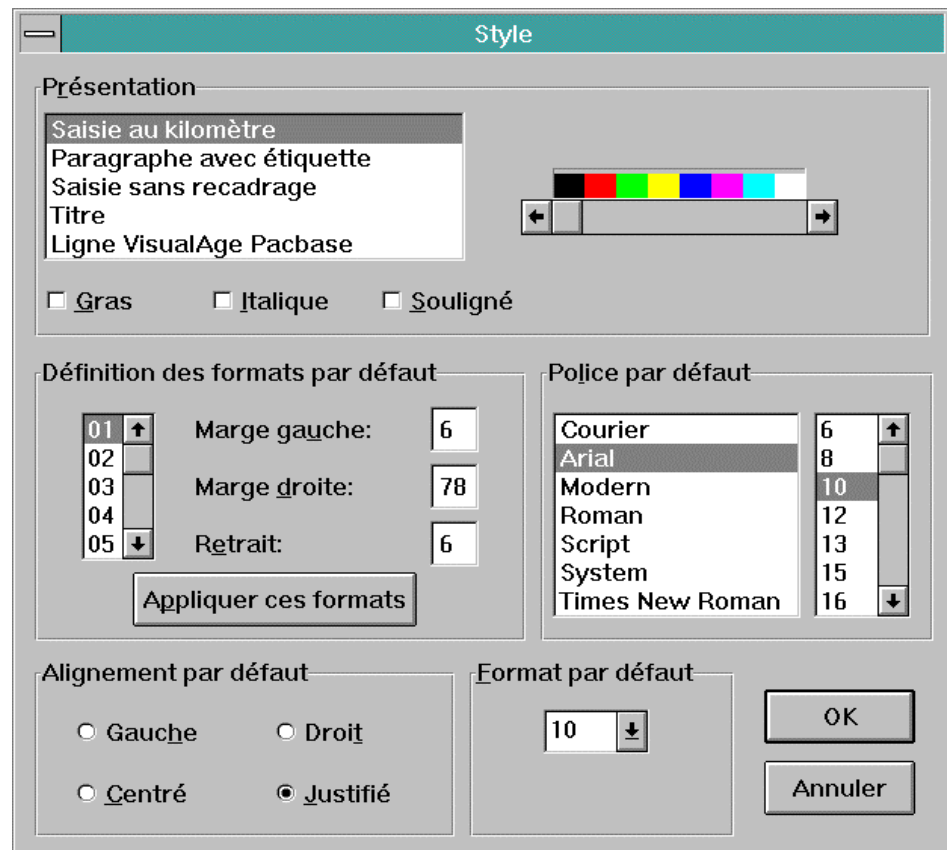 Style
Présentation
Saisie au kilomètre
Paragraphe avec étiquette
Saisie sans recadrage
Titre
Ligne VisualAge Pacbase
Gras Italique Souligné
Définition des formats par défaut
01
02
03
04
05
Marge gauche: 6
Marge droite: 78
Retrait: 6
Appliquer ces formats
Police par défaut
Courier
Arial
Modern
Roman
Script
System
Times New Roman
6
8
10
12
13
15
16
Alignement par défaut
Gauche Droit
Centré Justifié
Format par défaut
10
OK
Annuler